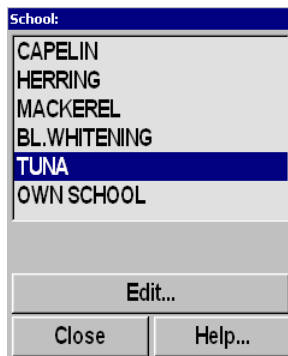 School:
CAPELIN
HERRING
MACKEREL
BL.WHITENING
TUNA
OWN SCHOOL
Edit...
Close Help...